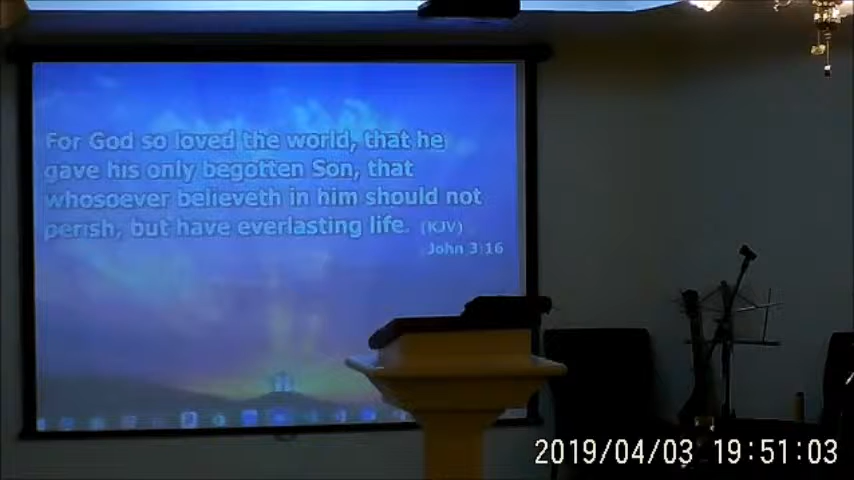 For God so loved the world, that he
gave his only begotten Son, that
whosoever believeth in him should not
perish, but have everlasting life. (KJV)
John 3:16
2019/04/03 19:51:03